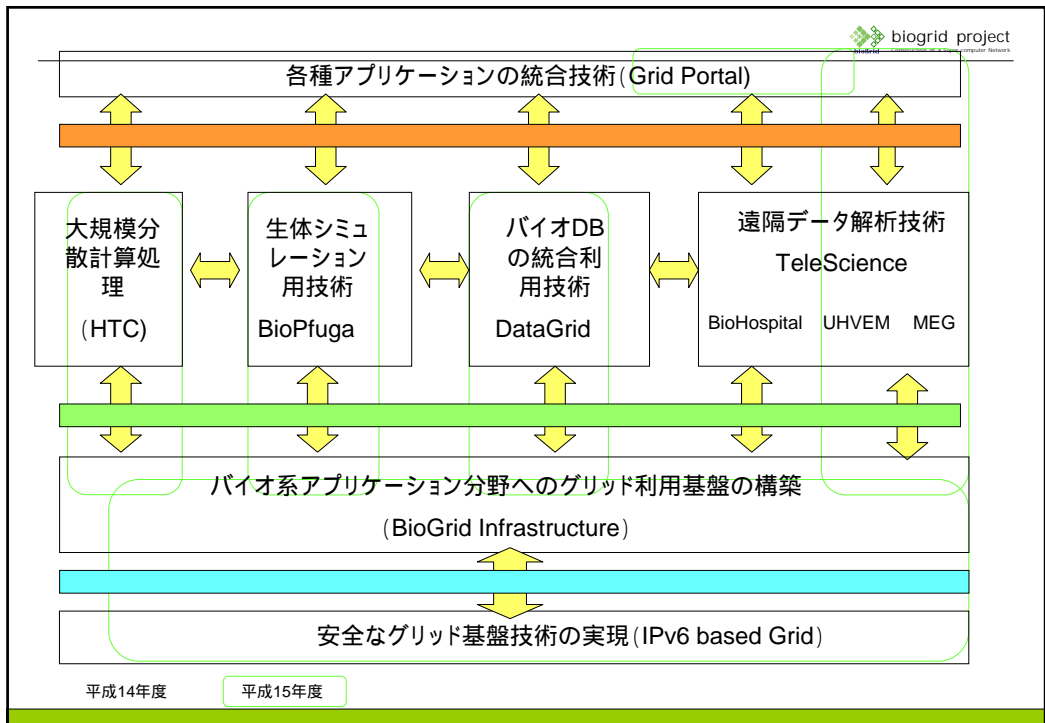 biogrid project
BioGrid
Construction of a Super computer Network
各種アプリケーションの統合技術(Grid Portal)
大規模分
散計算処
理
(HTC)
生体シミュ
レーション
用技術
BioPfuga
バイオDB
の統合利
用技術
DataGrid
遠隔データ解析技術
TeleScience
BioHospital UHVEM MEG
バイオ系アプリケーション分野へのグリッド利用基盤の構築
(BioGrid Infrastructure)
安全なグリッド基盤技術の実現(IPv6 based Grid)
平成14年度
平成15年度